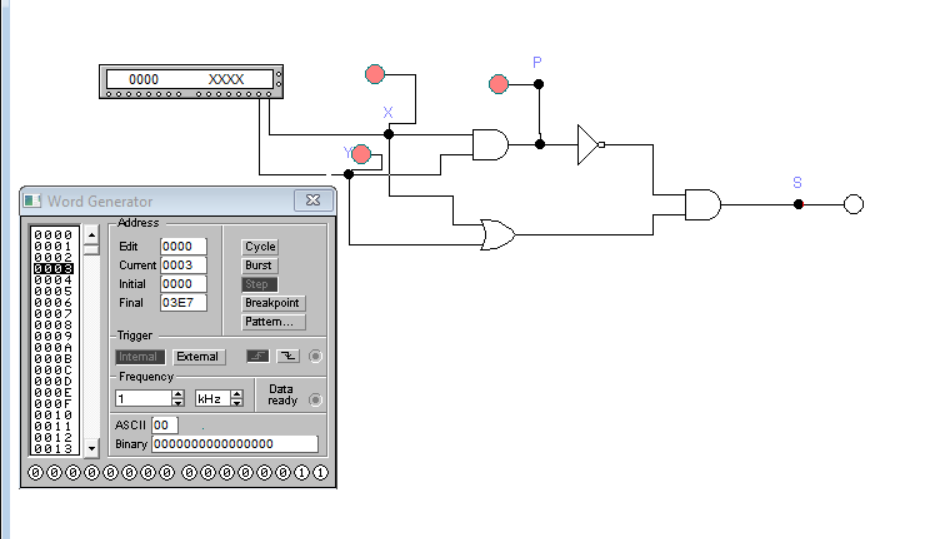 P
0000 XXXX
X
Y
S
Word Generator
Address
0000
0001
0002
0003
0004
0005
0006
0007
0008
0009
000A
000B
000C
000D
000E
000F
0010
0011
0012
0013
Edit 0000 Cycle
Current 0003 Burst
Initial 0000 Step
Final 03E7 Breakpoint
Pattern...
Trigger
Internal External
Frequency
1 kHz Data ready
ASCII 00 .
Binary 0000000000000000
0 0 0 0 0 0 0 0 0 0 0 0 0 0 1 1